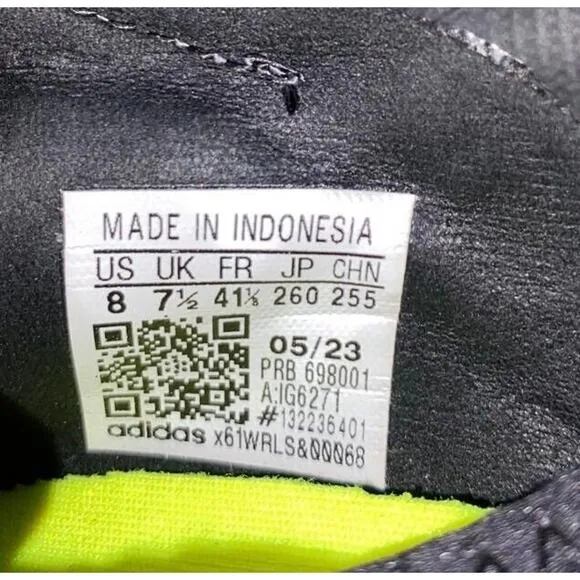 MADE IN INDONESIA
US UK FR JP CHN
8 7½ 41⅓ 260 255
05/23
PRB 698001
A:IG6271
#132236401
adidas x61WRLS&00068